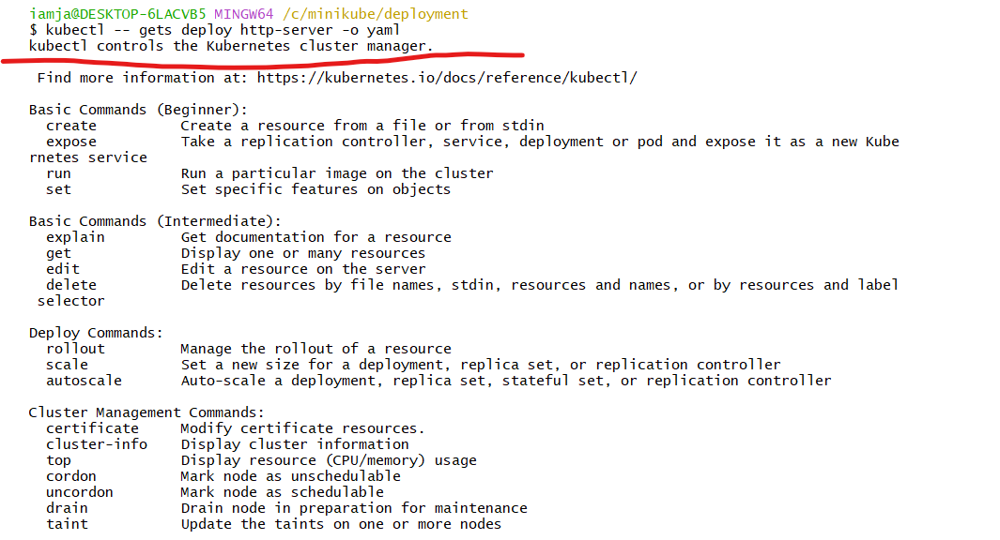 iamja@DESKTOP-6LACVB5 MINGW64 /c/minikube/deployment
$ kubectl -- gets deploy http-server -o yaml
kubectl controls the Kubernetes cluster manager.
Find more information at: https://kubernetes.io/docs/reference/kubectl/
Basic Commands (Beginner):
create Create a resource from a file or from stdin
expose Take a replication controller, service, deployment or pod and expose it as a new Kube
rnetes service
run Run a particular image on the cluster
set Set specific features on objects
Basic Commands (Intermediate):
explain Get documentation for a resource
get Display one or many resources
edit Edit a resource on the server
delete Delete resources by file names, stdin, resources and names, or by resources and label
selector
Deploy Commands:
rollout Manage the rollout of a resource
scale Set a new size for a deployment, replica set, or replication controller
autoscale Auto-scale a deployment, replica set, stateful set, or replication controller
Cluster Management Commands:
certificate Modify certificate resources.
cluster-info Display cluster information
top Display resource (CPU/memory) usage
cordon Mark node as unschedulable
uncordon Mark node as schedulable
drain Drain node in preparation for maintenance
taint Update the taints on one or more nodes